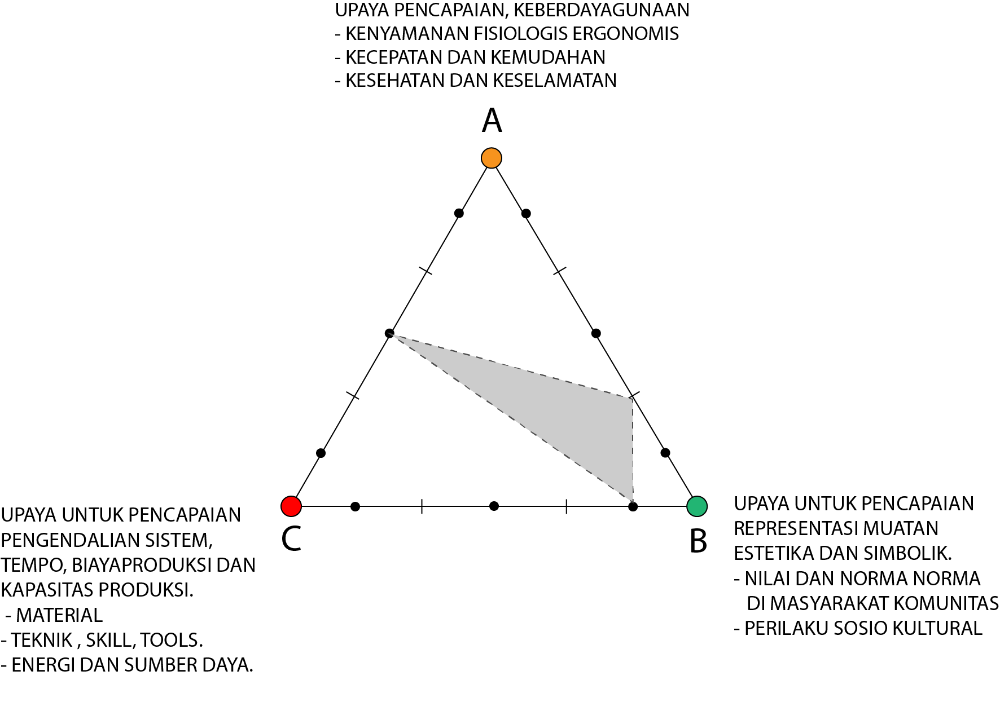 UPAYA PENCAPAIAN, KEBERDAYAGUNAAN
- KENYAMANAN FISIOLOGIS ERGONOMIS
- KECEPATAN DAN KEMUDAHAN
- KESEHATAN DAN KESELAMATAN
A
C
B
UPAYA UNTUK PENCAPAIAN
PENGENDALIAN SISTEM,
TEMPO, BIAYAPRODUKSI DAN
KAPASITAS PRODUKSI.
- MATERIAL
- TEKNIK , SKILL, TOOLS.
- ENERGI DAN SUMBER DAYA.
UPAYA UNTUK PENCAPAIAN
REPRESENTASI MUATAN
ESTETIKA DAN SIMBOLIK.
- NILAI DAN NORMA NORMA
DI MASYARAKAT KOMUNITAS
- PERILAKU SOSIO KULTURAL